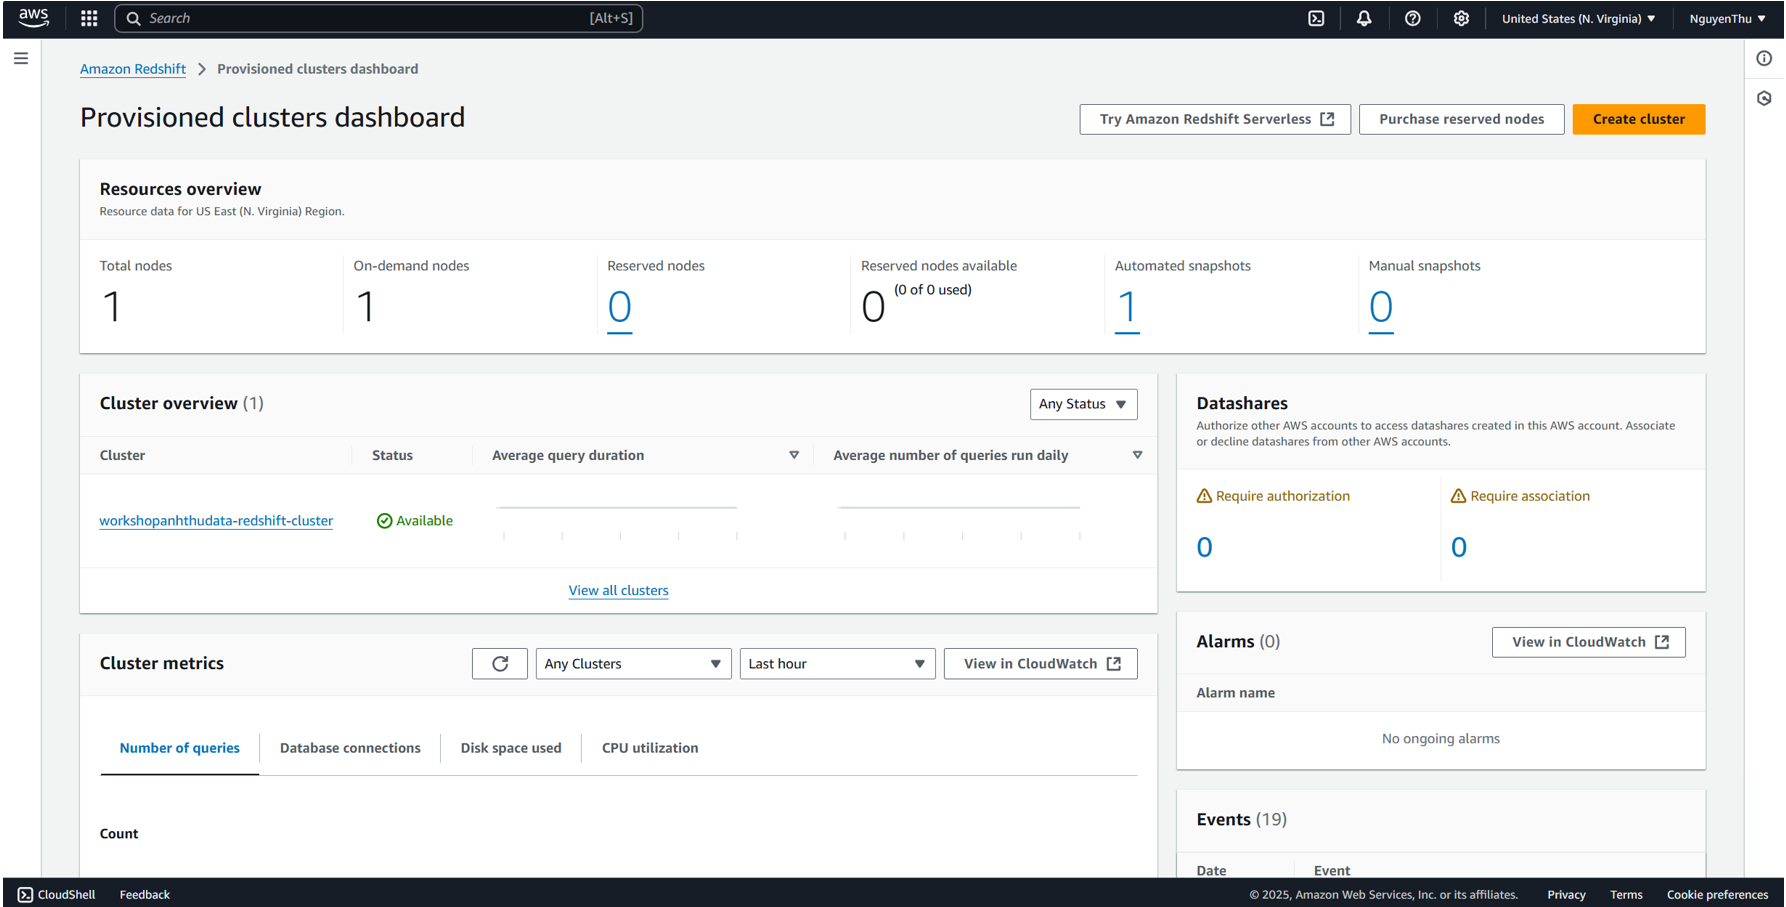 aws
Search [Alt+S]
United States (N. Virginia) ▼
NguyenThu ▼
Amazon Redshift > Provisioned clusters dashboard
Provisioned clusters dashboard
Try Amazon Redshift Serverless
Purchase reserved nodes
Create cluster
Resources overview
Resource data for US East (N. Virginia) Region.
Total nodes
1
On-demand nodes
1
Reserved nodes
0
Reserved nodes available
0 (0 of 0 used)
Automated snapshots
1
Manual snapshots
0
Cluster overview (1)
Any Status
Cluster Status Average query duration Average number of queries run daily
workshopanhthudata-redshift-cluster Available
View all clusters
Datashares
Authorize other AWS accounts to access datashares created in this AWS account. Associate
or decline datashares from other AWS accounts.
Require authorization
0
Require association
0
Cluster metrics
Any Clusters
Last hour
View in CloudWatch
Number of queries Database connections Disk space used CPU utilization
Count
Alarms (0)
View in CloudWatch
Alarm name
No ongoing alarms
Events (19)
Date Event
CloudShell Feedback
© 2025, Amazon Web Services, Inc. or its affiliates. Privacy Terms Cookie preferences